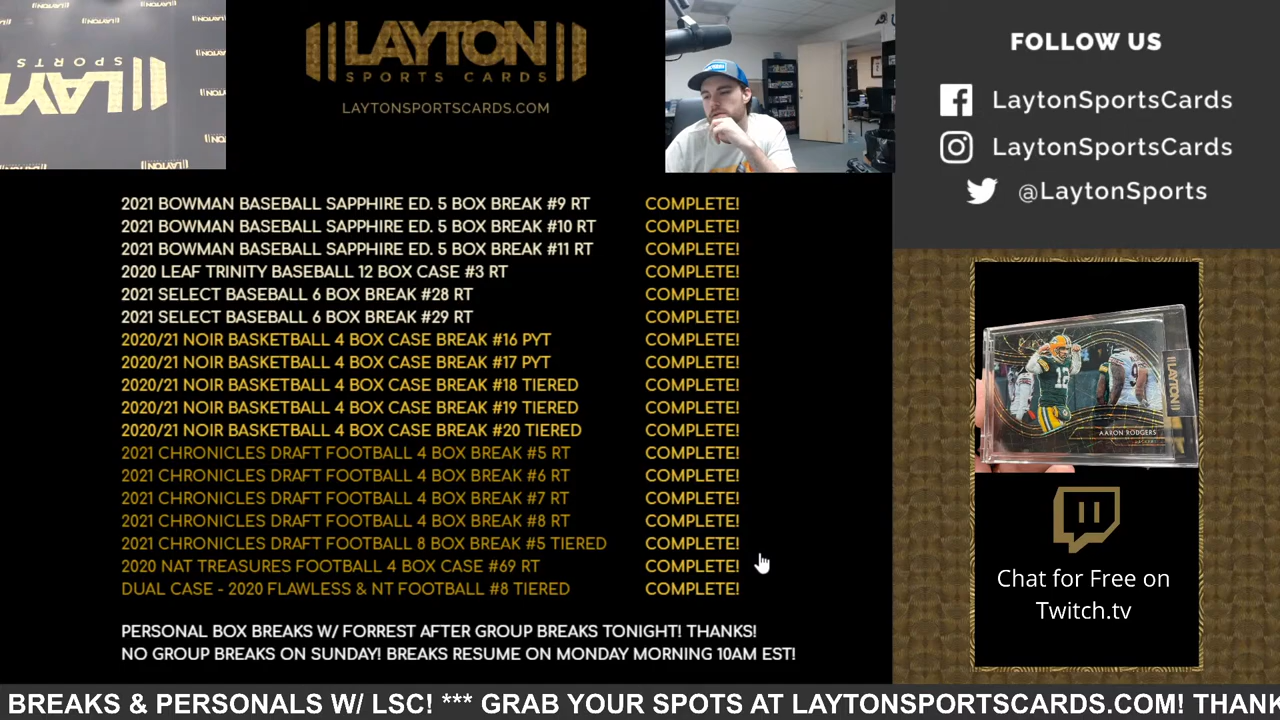 LAYTON
SPORTS CARDS
LAYTONSPORTSCARDS.COM
FOLLOW US
LaytonSportsCards
LaytonSportsCards
@LaytonSports
2021 BOWMAN BASEBALL SAPPHIRE ED. 5 BOX BREAK #9 RT COMPLETE!
2021 BOWMAN BASEBALL SAPPHIRE ED. 5 BOX BREAK #10 RT COMPLETE!
2021 BOWMAN BASEBALL SAPPHIRE ED. 5 BOX BREAK #11 RT COMPLETE!
2020 LEAF TRINITY BASEBALL 12 BOX CASE #3 RT COMPLETE!
2021 SELECT BASEBALL 6 BOX BREAK #28 RT COMPLETE!
2021 SELECT BASEBALL 6 BOX BREAK #29 RT COMPLETE!
2020/21 NOIR BASKETBALL 4 BOX CASE BREAK #16 PYT COMPLETE!
2020/21 NOIR BASKETBALL 4 BOX CASE BREAK #17 PYT COMPLETE!
2020/21 NOIR BASKETBALL 4 BOX CASE BREAK #18 TIERED COMPLETE!
2020/21 NOIR BASKETBALL 4 BOX CASE BREAK #19 TIERED COMPLETE!
2020/21 NOIR BASKETBALL 4 BOX CASE BREAK #20 TIERED COMPLETE!
2021 CHRONICLES DRAFT FOOTBALL 4 BOX BREAK #5 RT COMPLETE!
2021 CHRONICLES DRAFT FOOTBALL 4 BOX BREAK #6 RT COMPLETE!
2021 CHRONICLES DRAFT FOOTBALL 4 BOX BREAK #7 RT COMPLETE!
2021 CHRONICLES DRAFT FOOTBALL 4 BOX BREAK #8 RT COMPLETE!
2021 CHRONICLES DRAFT FOOTBALL 8 BOX BREAK #5 TIERED COMPLETE!
2020 NAT TREASURES FOOTBALL 4 BOX CASE #69 RT COMPLETE!
DUAL CASE - 2020 FLAWLESS & NT FOOTBALL #8 TIERED COMPLETE!
PERSONAL BOX BREAKS W/ FORREST AFTER GROUP BREAKS TONIGHT! THANKS!
NO GROUP BREAKS ON SUNDAY! BREAKS RESUME ON MONDAY MORNING 10AM EST!
12
AARON RODGERS
LAYTON
Chat for Free on
Twitch.tv
BREAKS & PERSONALS W/ LSC! *** GRAB YOUR SPOTS AT LAYTONSPORTSCARDS.COM! THANK